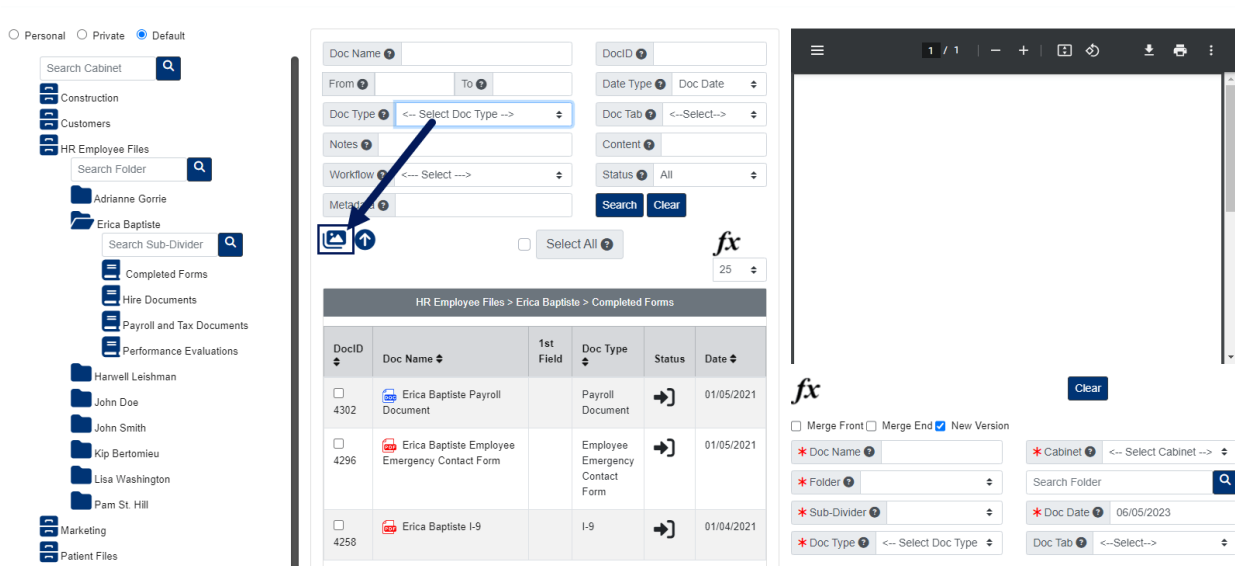 Personal Private Default
Search Cabinet
Construction
Customers
HR Employee Files
Search Folder
Adrianne Gorrie
Erica Baptiste
Search Sub-Divider
Completed Forms
Hire Documents
Payroll and Tax Documents
Performance Evaluations
Harwell Leishman
John Doe
John Smith
Kip Bertomieu
Lisa Washington
Pam St. Hill
Marketing
Patient Files
Doc Name ? DocID ?
From ? To ? Date Type ? Doc Date
Doc Type ? <-- Select Doc Type --> Doc Tab ? <--Select-->
Notes ? Content ?
Workflow ? <--- Select ---> Status ? All
Metadata ? Search Clear
Select All ? fx
25
HR Employee Files > Erica Baptiste > Completed Forms
DocID Doc Name 1st Field Doc Type Status Date
4302 DOC Erica Baptiste Payroll Document Payroll Document 01/05/2021
4296 PDF Erica Baptiste Employee Emergency Contact Form Employee Emergency Contact Form 01/05/2021
4258 PDF Erica Baptiste I-9 I-9 01/04/2021
1 / 1 — +
fx Clear
Merge Front Merge End New Version
* Doc Name ? * Cabinet ? <-- Select Cabinet -->
* Folder ? Search Folder
* Sub-Divider ? * Doc Date ? 06/05/2023
* Doc Type ? <-- Select Doc Type Doc Tab ? <--Select-->